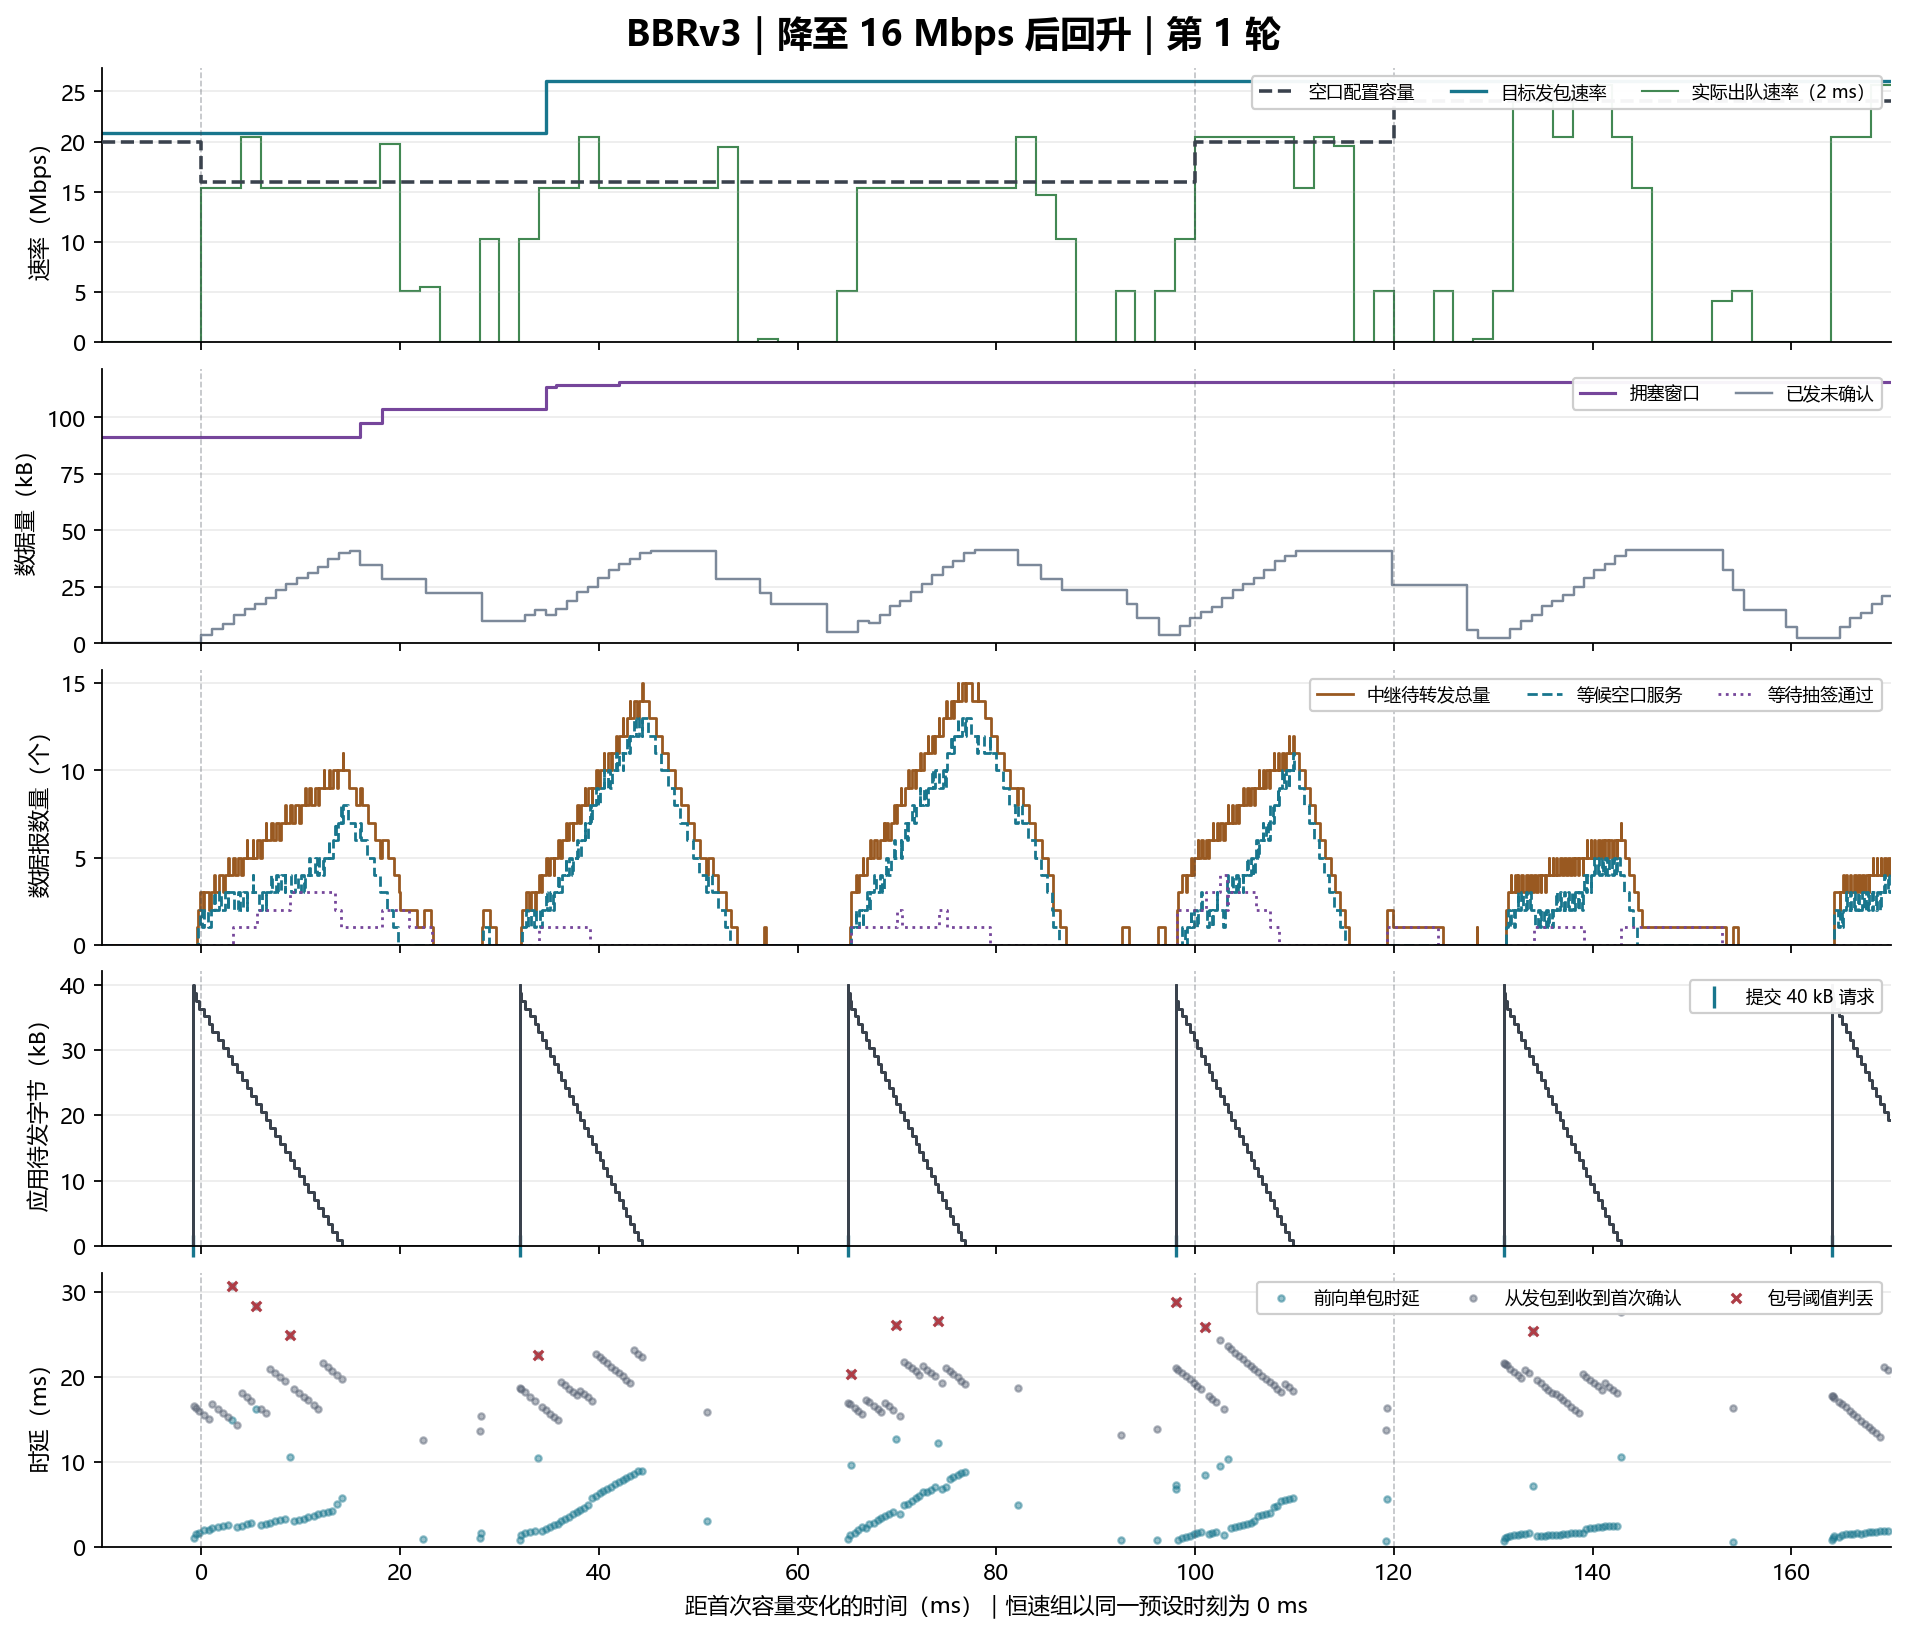 BBRv3｜降至 16 Mbps 后回升｜第 1 轮
速率（Mbps）
25
20
15
10
5
0
空口配置容量
目标发包速率
实际出队速率（2 ms）
数据量（kB）
100
75
50
25
0
拥塞窗口
已发未确认
数据报数量（个）
15
10
5
0
中继待转发总量
等候空口服务
等待抽签通过
应用待发字节（kB）
40
30
20
10
0
提交 40 kB 请求
时延（ms）
30
20
10
0
前向单包时延
从发包到收到首次确认
包号阈值判丢
0 20 40 60 80 100 120 140 160
距首次容量变化的时间（ms）｜恒速组以同一预设时刻为 0 ms